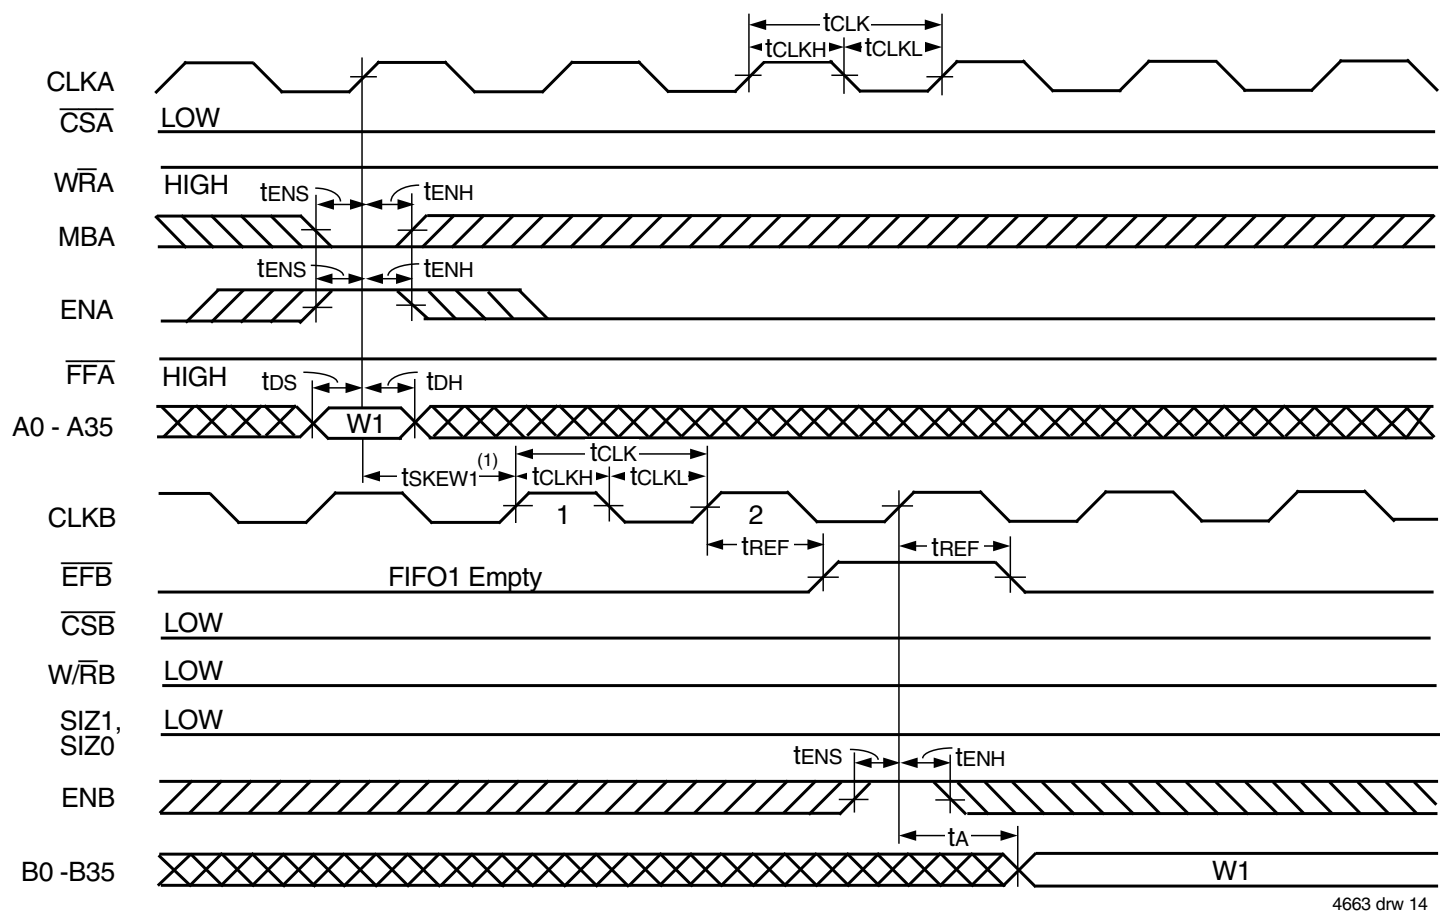 tCLK
tCLKH tCLKL
CLKA
CSA LOW
WRA HIGH
tENS tENH
MBA
tENS tENH
ENA
FFA HIGH
tDS tDH
A0 - A35 W1
tCLK
tSKEW1 (1) tCLKH tCLKL
CLKB 1 2
tREF tREF
EFB FIFO1 Empty
CSB LOW
W/RB LOW
SIZ1, LOW
SIZ0
tENS tENH
ENB
tA
B0 -B35 W1
4663 drw 14